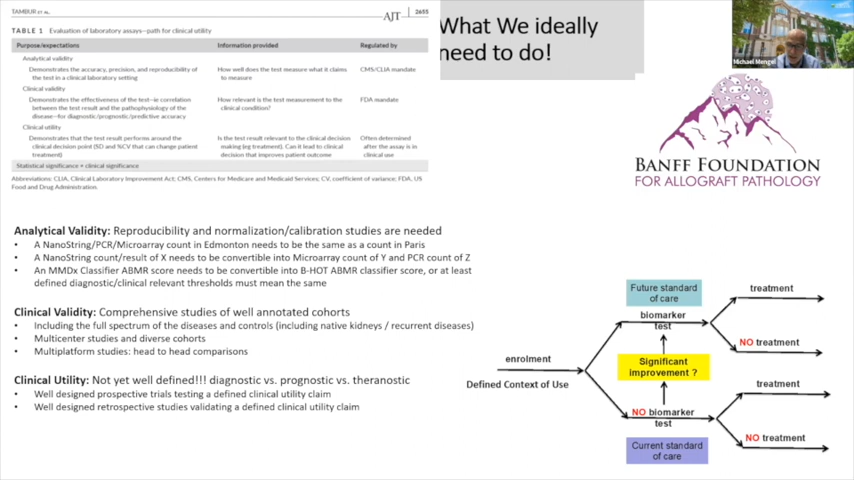 TAMBUR ET AL.
AJT
2655
TABLE 1 Evaluation of laboratory assays—path for clinical utility
Purpose/expectations Information provided Regulated by
Analytical validity
Demonstrates the accuracy, precision, and reproducibility How well does the test measure what it claims CMS/CLIA mandate
of the test in a clinical laboratory setting to measure
Clinical validity
Demonstrates the effectiveness of the test—ie correlation How relevant is the test measurement to the FDA mandate
between the test result and the pathophysiology of the clinical condition?
disease—for diagnostic/prognostic/predictive accuracy
Clinical utility
Demonstrates that the test result performs around the Is the test result relevant to the clinical decision Often determined
clinical decision point (SD and %CV that can change patient making (eg treatment). Can it lead to clinical after the assay is in
treatment) decision that improves patient outcome clinical use
Statistical significance ≠ clinical significance
Abbreviations: CLIA, Clinical Laboratory Improvement Act; CMS, Centers for Medicare and Medicaid Services; CV, coefficient of variance; FDA, US
Food and Drug Administration.
What We ideally
need to do!
Michael Mengel
BANFF FOUNDATION
FOR ALLOGRAFT PATHOLOGY
Analytical Validity: Reproducibility and normalization/calibration studies are needed
• A NanoString/PCR/Microarray count in Edmonton needs to be the same as a count in Paris
• A NanoString count/result of X needs to be convertible into Microarray count of Y and PCR count of Z
• An MMDx Classifier ABMR score needs to be convertible into B-HOT ABMR classifier score, or at least
defined diagnostic/clinical relevant thresholds must mean the same
Clinical Validity: Comprehensive studies of well annotated cohorts
• Including the full spectrum of the diseases and controls (including native kidneys / recurrent diseases)
• Multicenter studies and diverse cohorts
• Multiplatform studies: head to head comparisons
Clinical Utility: Not yet well defined!!! diagnostic vs. prognostic vs. theranostic
• Well designed prospective trials testing a defined clinical utility claim
• Well designed retrospective studies validating a defined clinical utility claim
Future standard
of care
biomarker
test
treatment
NO treatment
enrolment
Defined Context of Use
Significant
improvement ?
treatment
NO biomarker
test
NO treatment
Current standard
of care